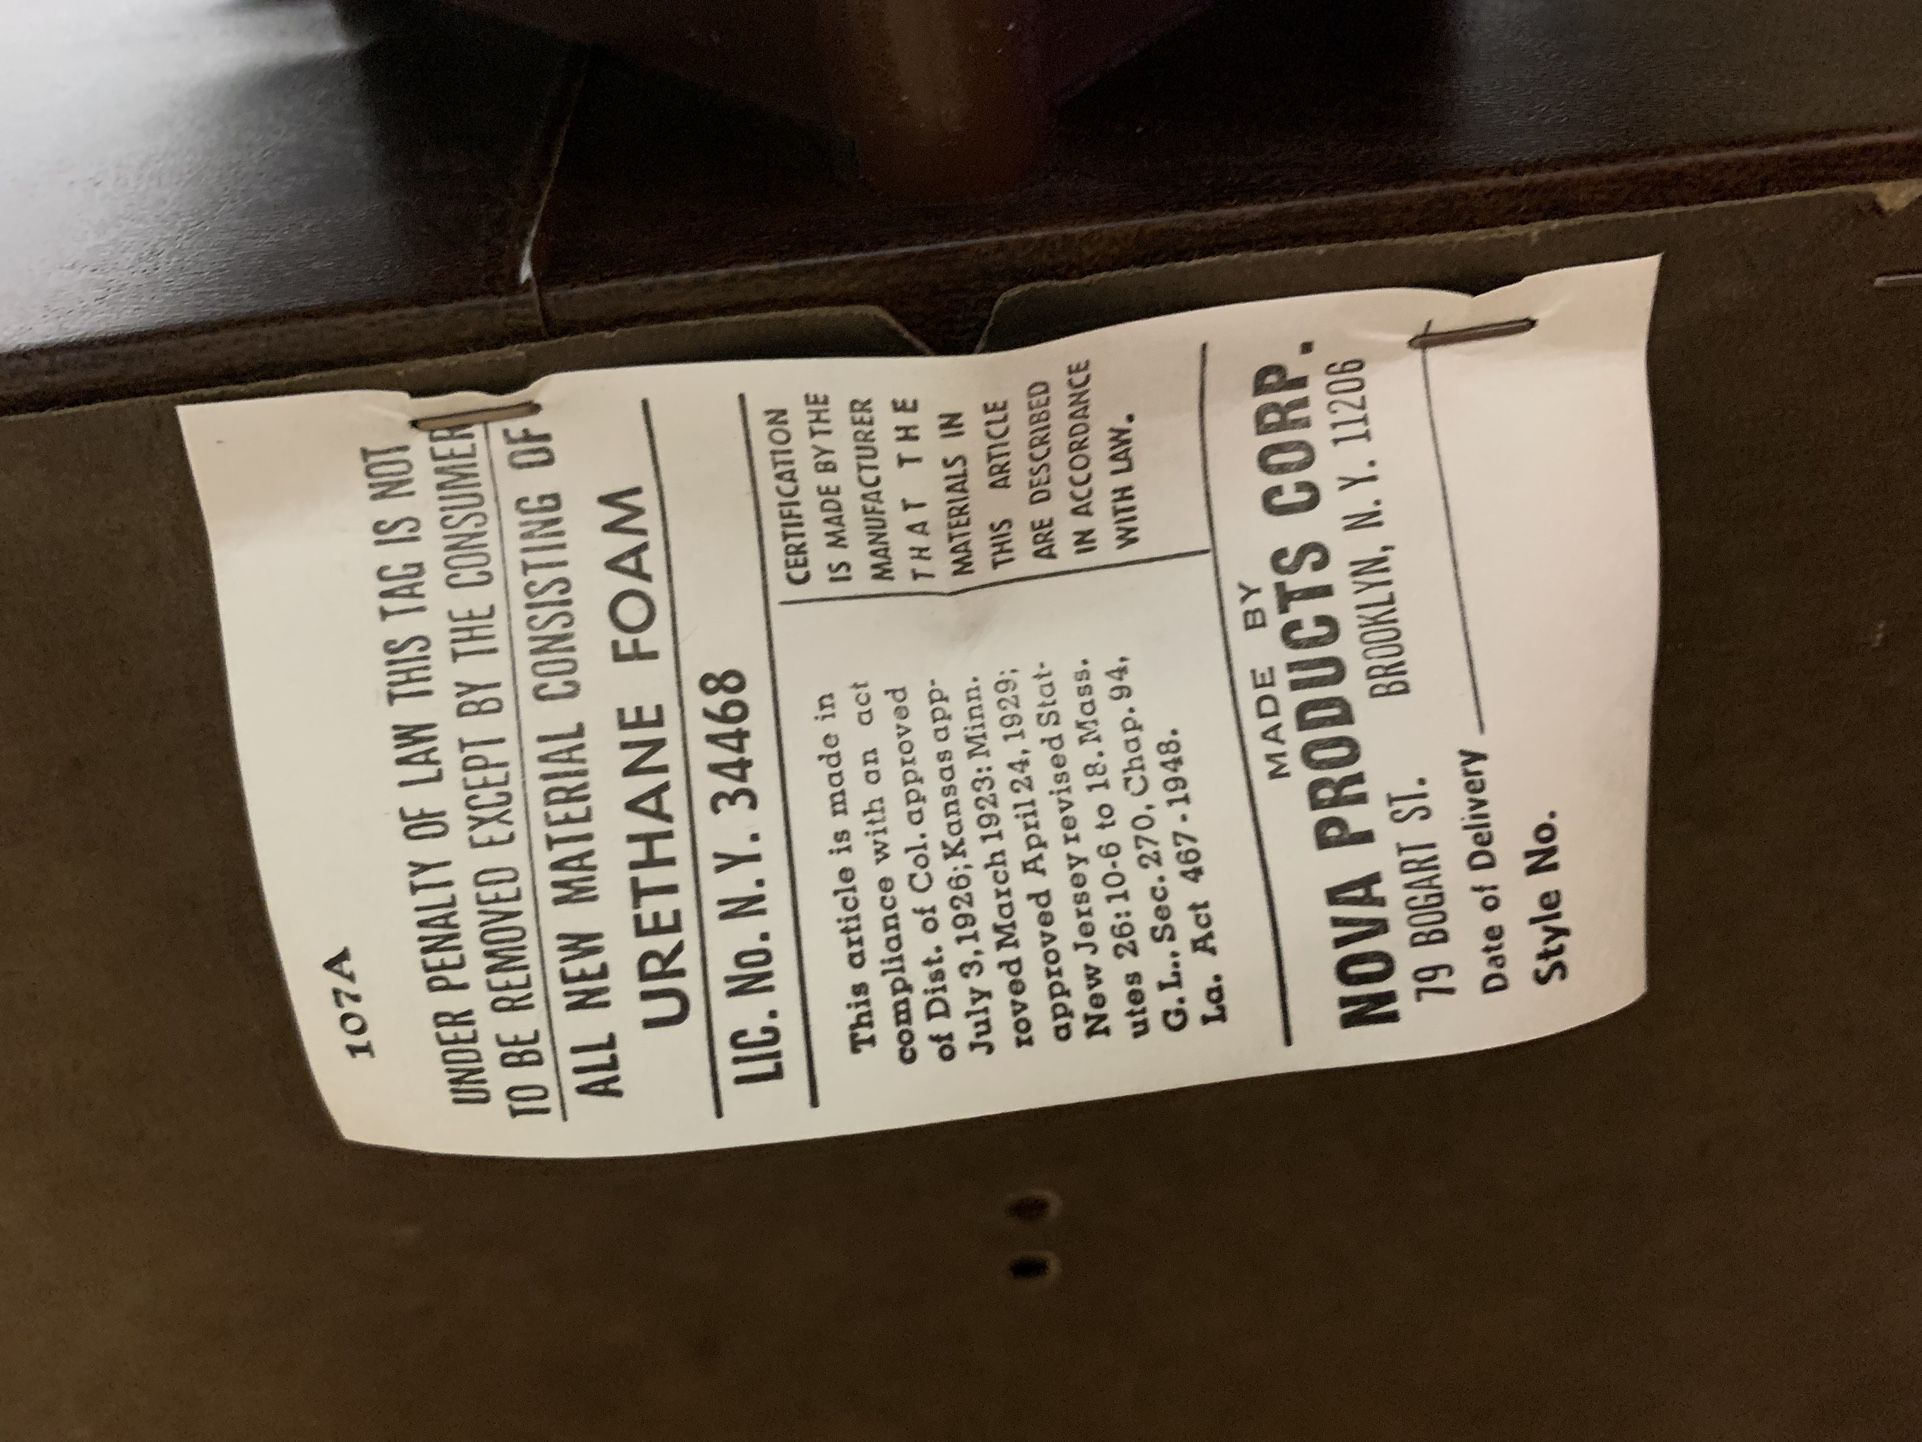 107A
UNDER PENALTY OF LAW THIS TAG IS NOT
TO BE REMOVED EXCEPT BY THE CONSUMER
ALL NEW MATERIAL CONSISTING OF
URETHANE FOAM
LIC. No. N.Y. 34468
This article is made in
compliance with an act
of Dist. of Col. approved
July 3, 1926; Kansas app-
roved March 1923: Minn.
approved April 24, 1929;
New Jersey revised Stat-
utes 26:10-6 to 18. Mass.
G.L., Sec. 270, Chap. 94,
La. Act 467-1948.
CERTIFICATION
IS MADE BY THE
MANUFACTURER
THAT THE
MATERIALS IN
THIS ARTICLE
ARE DESCRIBED
IN ACCORDANCE
WITH LAW.
MADE BY
NOVA PRODUCTS CORP.
79 BOGART ST. BROOKLYN, N. Y. 11206
Date of Delivery
Style No.